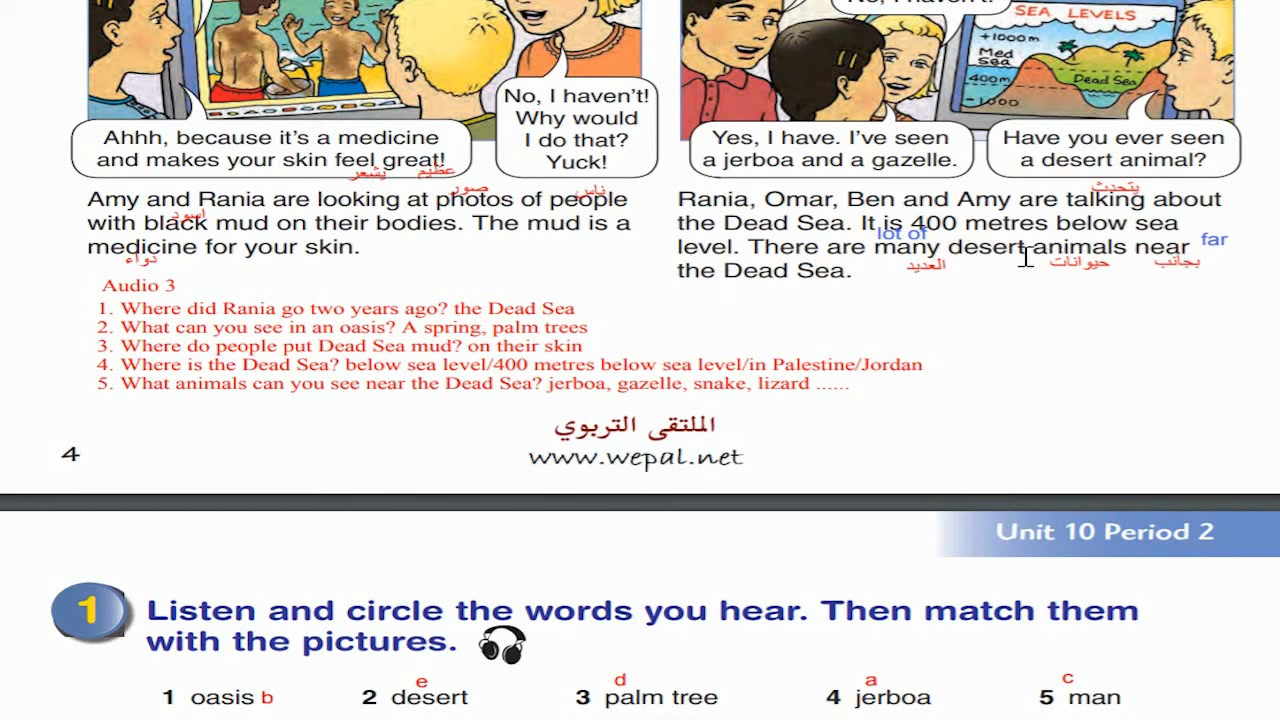 No, I haven't!
SEA LEVELS
+1000m
Med
sea
400m
Dead Sea
-1000
Ahhh, because it's a medicine
and makes your skin feel great!
No, I haven't!
Why would
I do that?
Yuck!
Yes, I have. I've seen
a jerboa and a gazelle.
Have you ever seen
a desert animal?
يشعر عظيم
صور ناس
Amy and Rania are looking at photos of people
اسود
with black mud on their bodies. The mud is a
medicine for your skin.
دواء
يتحدث
Rania, Omar, Ben and Amy are talking about
the Dead Sea. It is 400 metres below sea
lot of far
level. There are many desert animals near
العديد حيوانات بجانب
the Dead Sea.
Audio 3
1. Where did Rania go two years ago? the Dead Sea
2. What can you see in an oasis? A spring, palm trees
3. Where do people put Dead Sea mud? on their skin
4. Where is the Dead Sea? below sea level/400 metres below sea level/in Palestine/Jordan
5. What animals can you see near the Dead Sea? jerboa, gazelle, snake, lizard ......
الملتقى التربوي
4
www.wepal.net
Unit 10 Period 2
1 Listen and circle the words you hear. Then match them
with the pictures.
e d a c
1 oasis b 2 desert 3 palm tree 4 jerboa 5 man